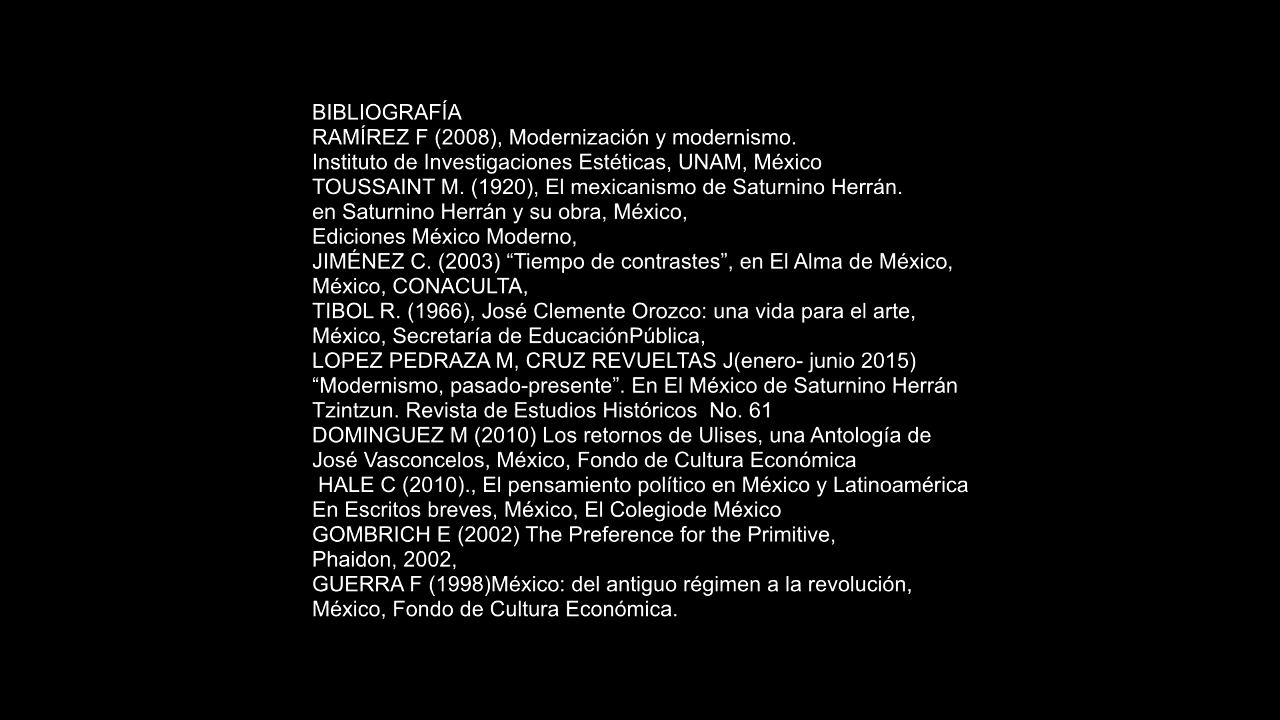 BIBLIOGRAFÍA
RAMÍREZ F (2008), Modernización y modernismo.
Instituto de Investigaciones Estéticas, UNAM, México
TOUSSAINT M. (1920), El mexicanismo de Saturnino Herrán.
en Saturnino Herrán y su obra, México,
Ediciones México Moderno,
JIMÉNEZ C. (2003) “Tiempo de contrastes”, en El Alma de México,
México, CONACULTA,
TIBOL R. (1966), José Clemente Orozco: una vida para el arte,
México, Secretaría de EducaciónPública,
LOPEZ PEDRAZA M, CRUZ REVUELTAS J(enero- junio 2015)
“Modernismo, pasado-presente”. En El México de Saturnino Herrán
Tzintzun. Revista de Estudios Históricos  No. 61
DOMINGUEZ M (2010) Los retornos de Ulises, una Antología de
José Vasconcelos, México, Fondo de Cultura Económica
HALE C (2010)., El pensamiento político en México y Latinoamérica
En Escritos breves, México, El Colegiode México
GOMBRICH E (2002) The Preference for the Primitive,
Phaidon, 2002,
GUERRA F (1998)México: del antiguo régimen a la revolución,
México, Fondo de Cultura Económica.